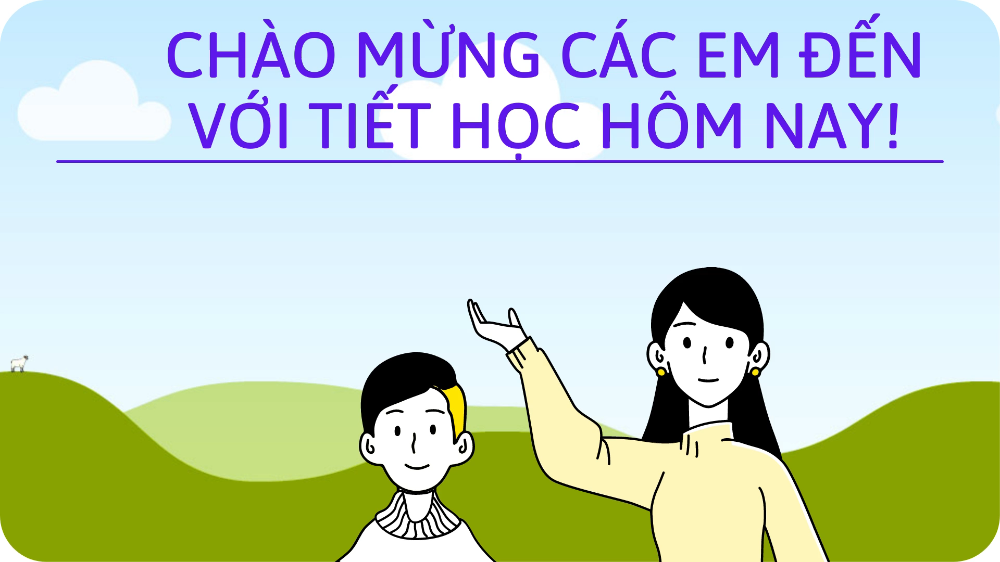 CHÀO MỪNG CÁC EM ĐẾN
VỚI TIẾT HỌC HÔM NAY!